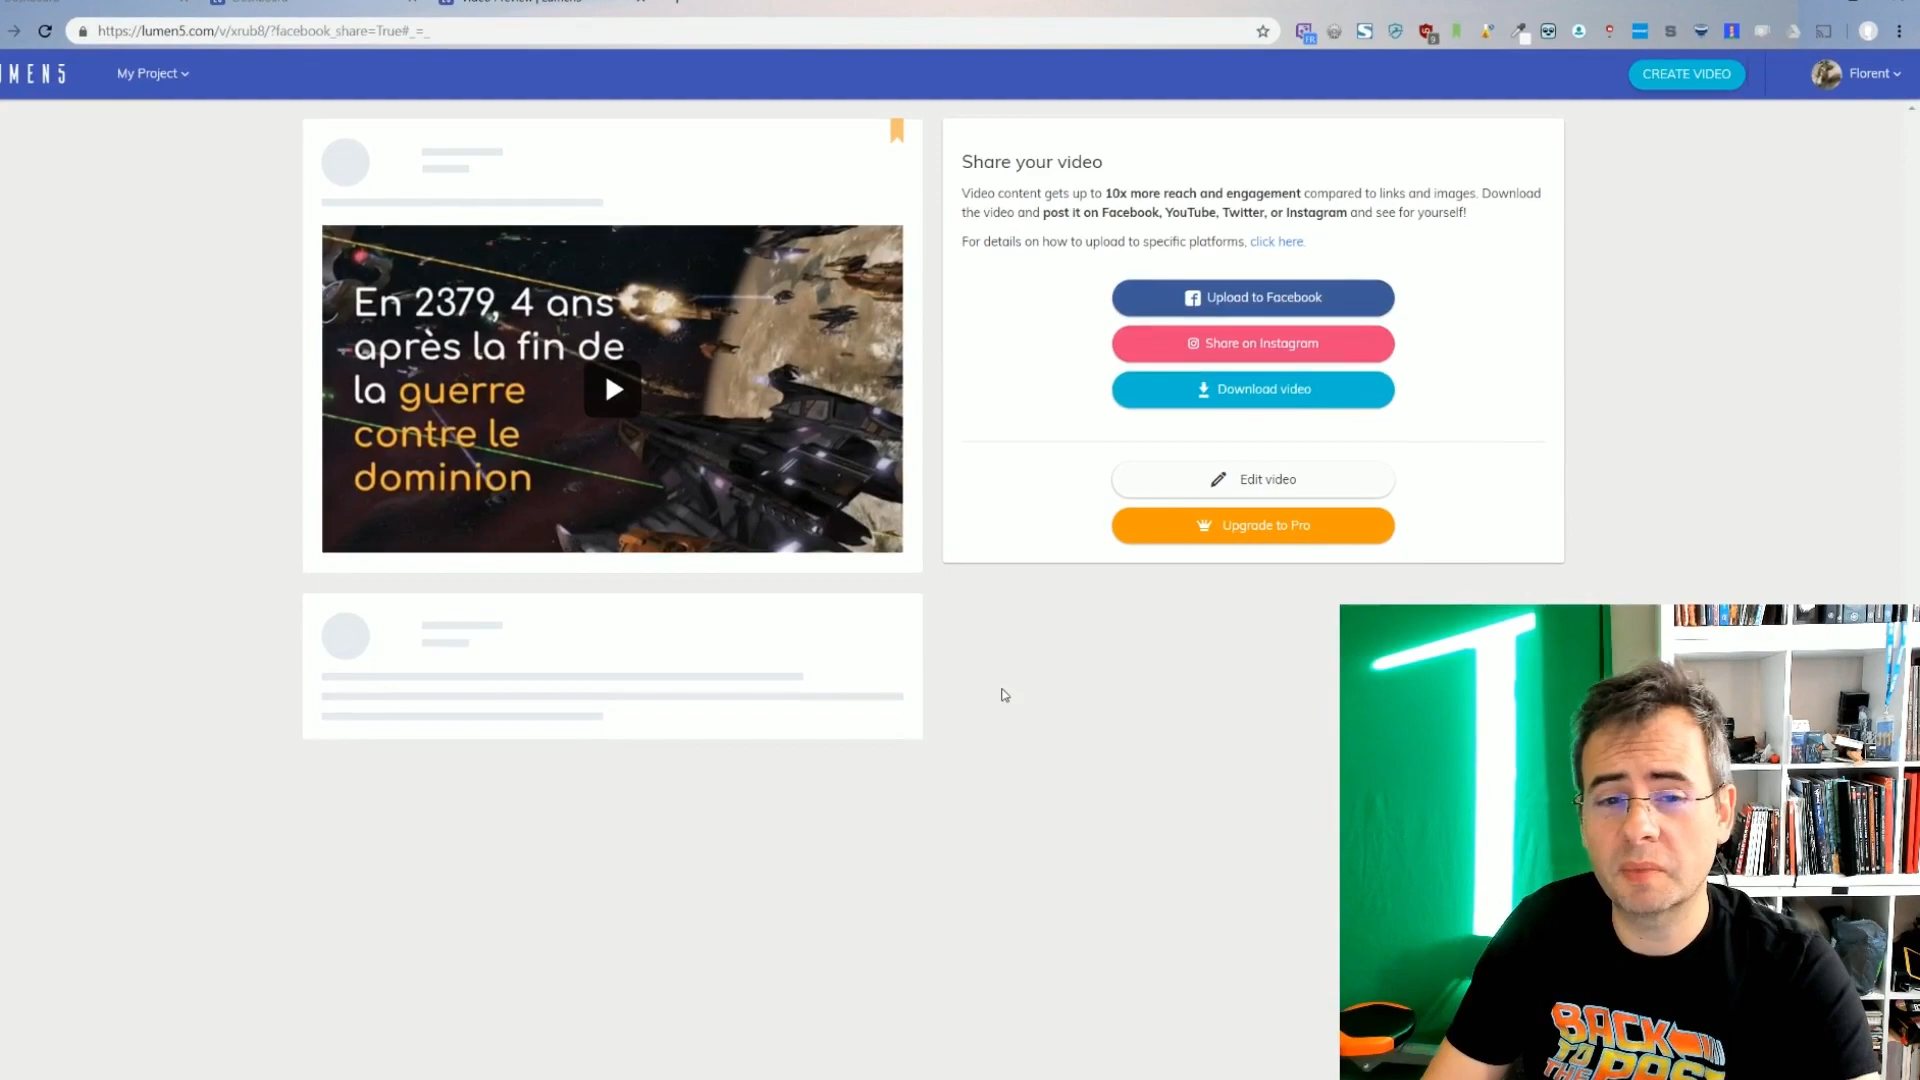 https://lumen5.com/v/xrub8/?facebook_share=True#_=_
UMEN5
My Project
CREATE VIDEO
Florent
Share your video
Video content gets up to 10x more reach and engagement compared to links and images. Download
the video and post it on Facebook, YouTube, Twitter, or Instagram and see for yourself!
For details on how to upload to specific platforms, click here.
Upload to Facebook
Share on Instagram
Download video
Edit video
Upgrade to Pro
En 2379, 4 ans
après la fin de
la guerre
contre le
dominion
BACK
TO THE PAST